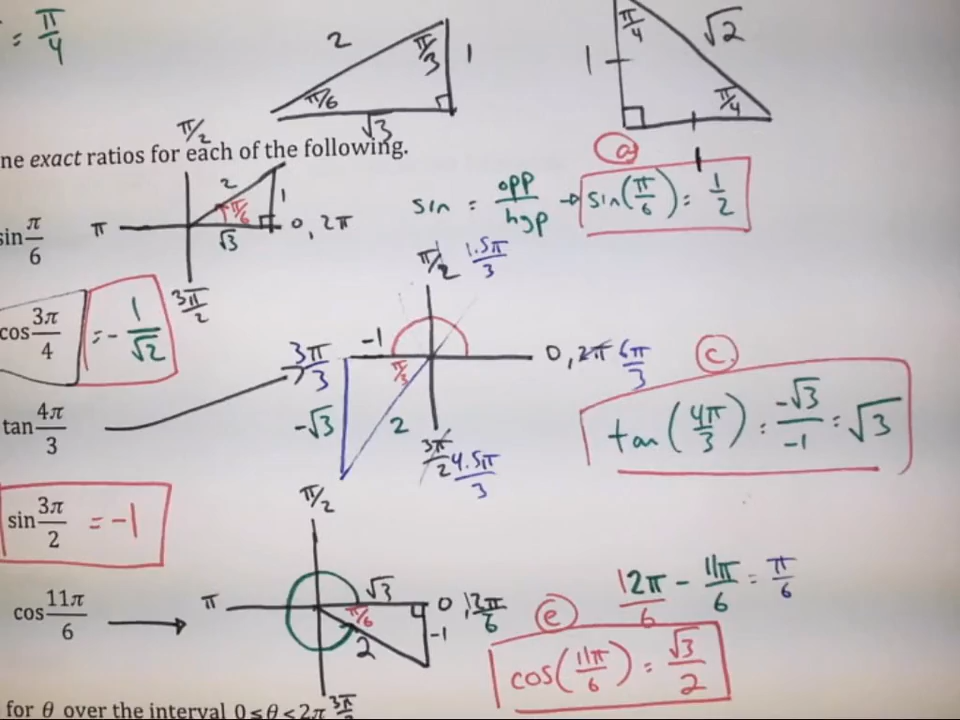 = π/4
2 π/3 1 π/6 √3
π/4 √2 1 π/4 1
ne exact ratios for each of the following.
sin π/6
π/2 π 0, 2π 3π/2 2 1 √3 π/6
a
sin = opp/hyp → sin(π/6) = 1/2
cos 3π/4 = - 1/√2
π/2 1.5π/3
3π/3 -1 π/3 0, 2π 6π/3
-√3 2
3π/2 4.5π/3
tan 4π/3
c
tan(4π/3) = -√3/-1 = √3
sin 3π/2 = -1
cos 11π/6
π/2 π √3 0, 12π/6 π/6 -1 2 3π/2
12π/6 - 11π/6 = π/6
e
cos(11π/6) = √3/2
for θ over the interval 0 ≤ θ < 2π